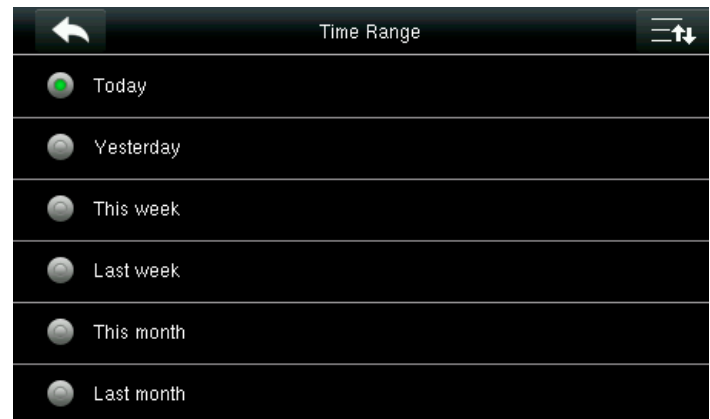 Time Range
Today
Yesterday
This week
Last week
This month
Last month